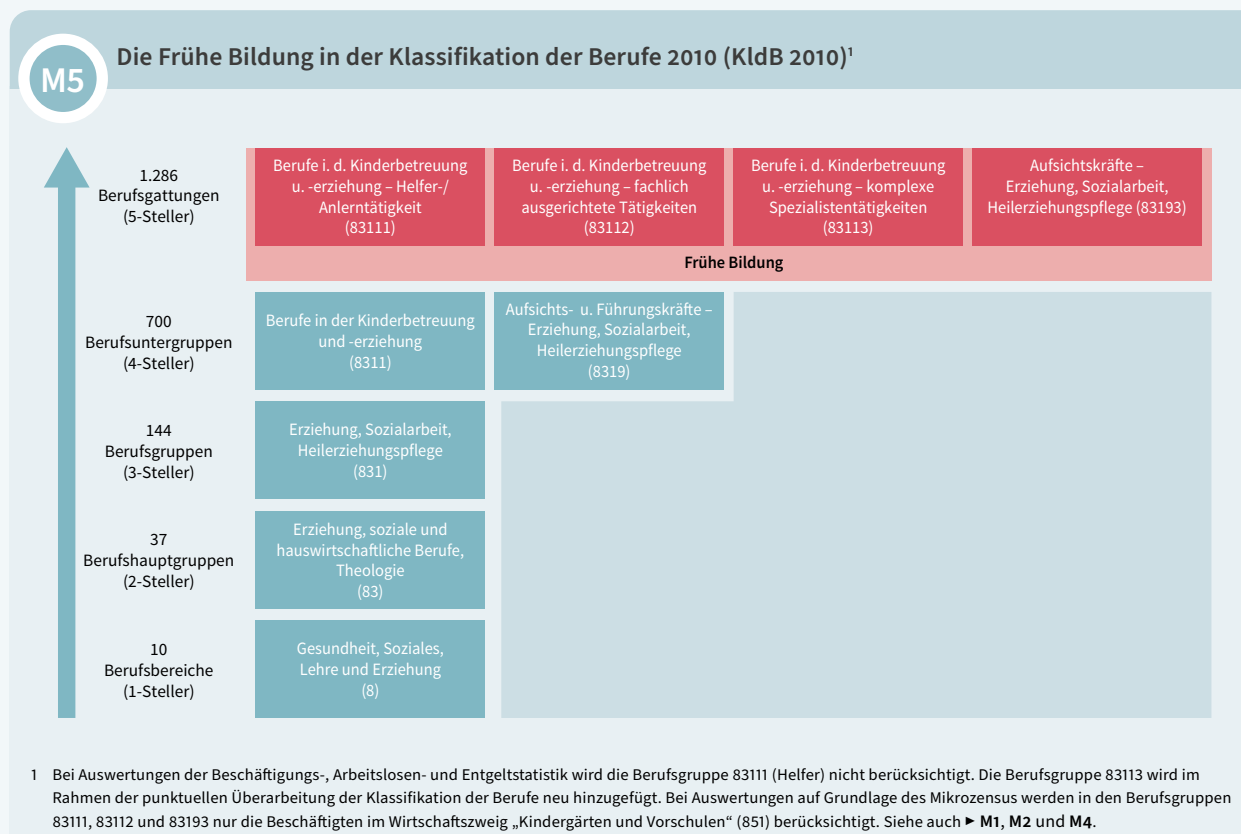 M5
Die Frühe Bildung in der Klassifikation der Berufe 2010 (KldB 2010)¹
1.286
Berufsgattungen
(5-Steller)
Berufe i. d. Kinderbetreuung
u. -erziehung – Helfer-/
Anlerntätigkeit
(83111)
Berufe i. d. Kinderbetreuung
u. -erziehung – fachlich
ausgerichtete Tätigkeiten
(83112)
Berufe i. d. Kinderbetreuung
u. -erziehung – komplexe
Spezialistentätigkeiten
(83113)
Aufsichtskräfte –
Erziehung, Sozialarbeit,
Heilerziehungspflege (83193)
Frühe Bildung
700
Berufsuntergruppen
(4-Steller)
Berufe in der Kinderbetreuung
und -erziehung
(8311)
Aufsichts- u. Führungskräfte –
Erziehung, Sozialarbeit,
Heilerziehungspflege
(8319)
144
Berufsgruppen
(3-Steller)
Erziehung, Sozialarbeit,
Heilerziehungspflege
(831)
37
Berufshauptgruppen
(2-Steller)
Erziehung, soziale und
hauswirtschaftliche Berufe,
Theologie
(83)
10
Berufsbereiche
(1-Steller)
Gesundheit, Soziales,
Lehre und Erziehung
(8)
1 Bei Auswertungen der Beschäftigungs-, Arbeitslosen- und Entgeltstatistik wird die Berufsgruppe 83111 (Helfer) nicht berücksichtigt. Die Berufsgruppe 83113 wird im
Rahmen der punktuellen Überarbeitung der Klassifikation der Berufe neu hinzugefügt. Bei Auswertungen auf Grundlage des Mikrozensus werden in den Berufsgruppen
83111, 83112 und 83193 nur die Beschäftigten im Wirtschaftszweig „Kindergärten und Vorschulen“ (851) berücksichtigt. Siehe auch ► M1, M2 und M4.